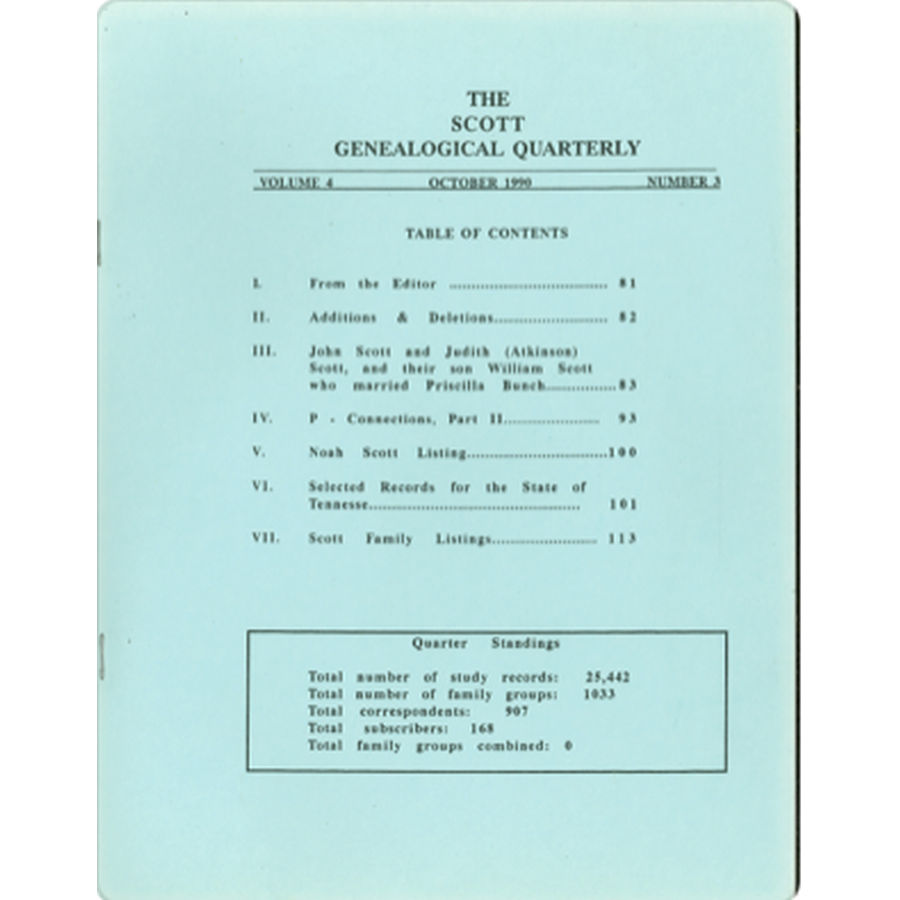 THE
SCOTT
GENEALOGICAL QUARTERLY
VOLUME 4 OCTOBER 1990 NUMBER 3
TABLE OF CONTENTS
I. From the Editor .................................. 81
II. Additions & Deletions........................ 82
III. John Scott and Judith (Atkinson)
Scott, and their son William Scott
who married Priscilla Bunch...............83
IV. P - Connections, Part II..................... 93
V. Noah Scott Listing..............................100
VI. Selected Records for the State of
Tennesse............................................. 101
VII. Scott Family Listings....................... 113
Quarter Standings
Total number of study records: 25,442
Total number of family groups: 1033
Total correspondents: 907
Total subscribers: 168
Total family groups combined: 0